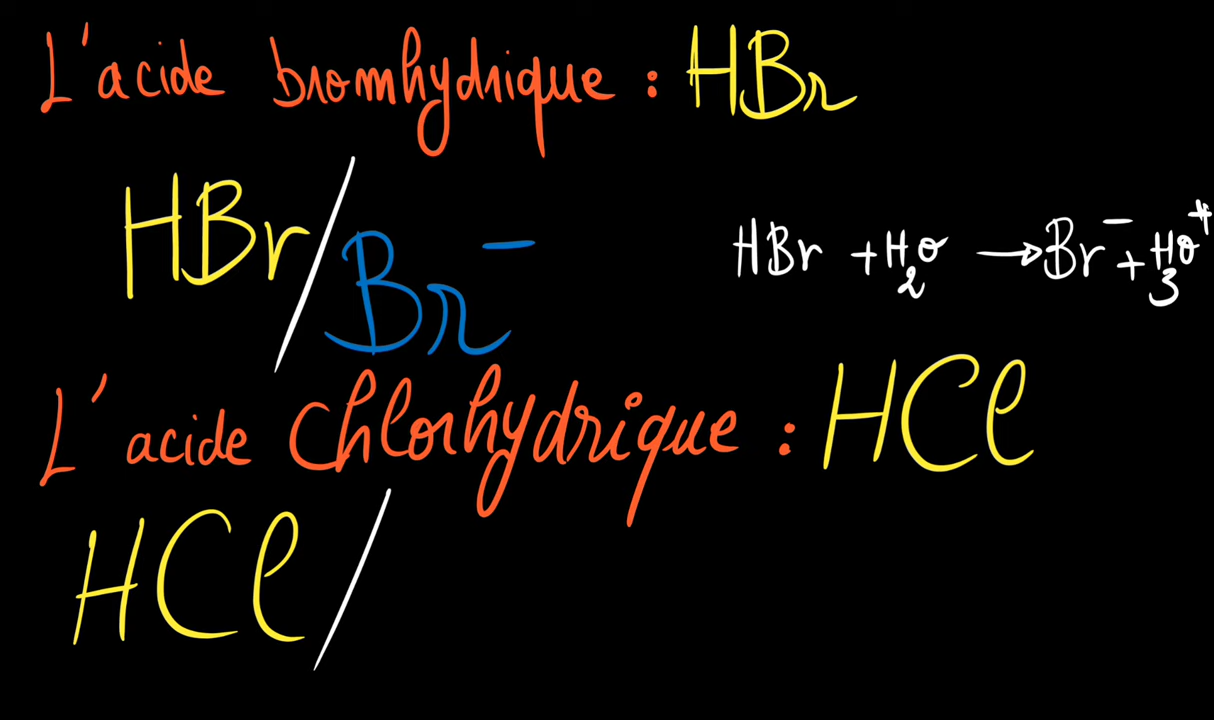 L'acide bromhydrique : HBr
HBr/Br⁻
HBr + H₂O → Br⁻ + H₃O⁺
L'acide chlorhydrique : HCl
HCl/